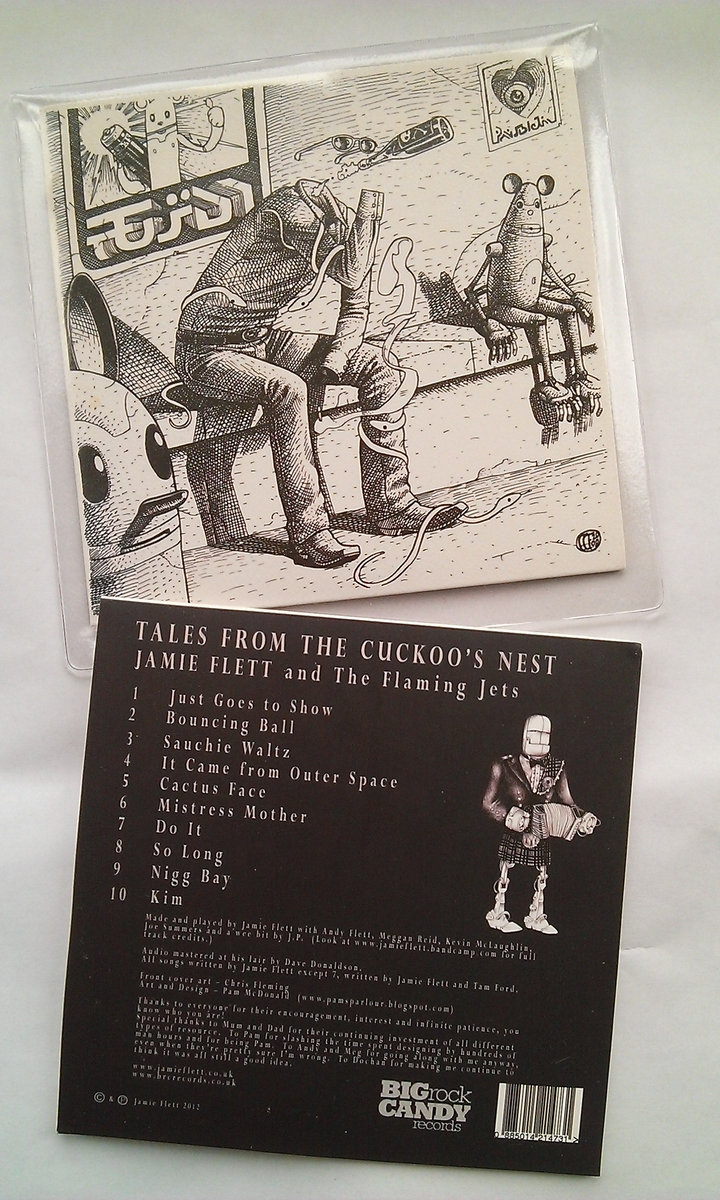 TALES FROM THE CUCKOO'S NEST
JAMIE FLETT and The Flaming Jets
1 Just Goes to Show
2 Bouncing Ball
3 Sauchie Waltz
4 It Came from Outer Space
5 Cactus Face
6 Mistress Mother
7 Do It
8 So Long
9 Nigg Bay
10 Kim
Made and played by Jamie Flett with Andy Flett, Meggan Reid, Kevin McLaughlin,
Joe Summers and a wee bit by J.P. (Look at www.jamieflett.bandcamp.com for full
track credits.)
Audio mastered at his lair by Dave Donaldson.
All songs written by Jamie Flett except 7, written by Jamie Flett and Tam Ford.
Front cover art - Chris Fleming
Art and Design - Pam McDonald (www.pamsparlour.blogspot.com)
Thanks to everyone for their encouragement, interest and infinite patience, you
know who you are!
Special thanks to Mum and Dad for their continuing investment of all different
types of resource. To Pam for slashing the time spent designing by hundreds of
man hours and for being Pam. To Andy and Meg for going along with me anyway,
even when they're pretty sure I'm wrong. To Dochan for making me continue to
think it was all still a good idea.
www.jamieflett.co.uk
www.brcrecords.co.uk
© & ℗ Jamie Flett 2012
BIGrock
CANDY
records
0 885014 214731 >